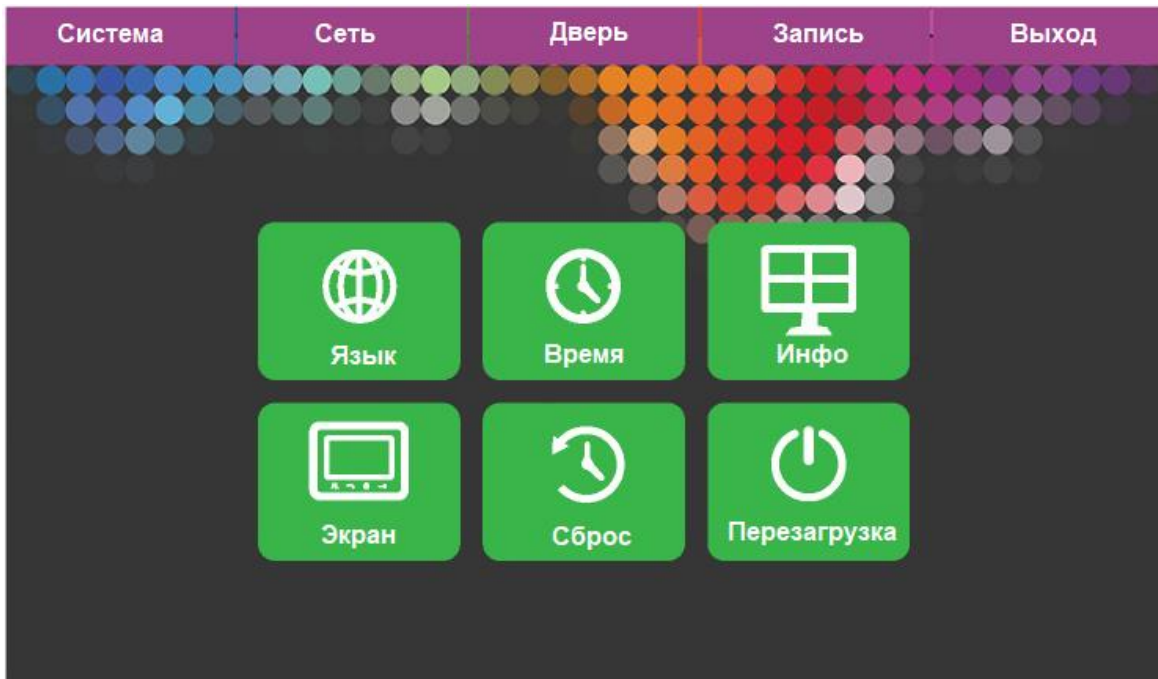 Система Сеть Дверь Запись Выход
Язык Время Инфо
Экран Сброс Перезагрузка